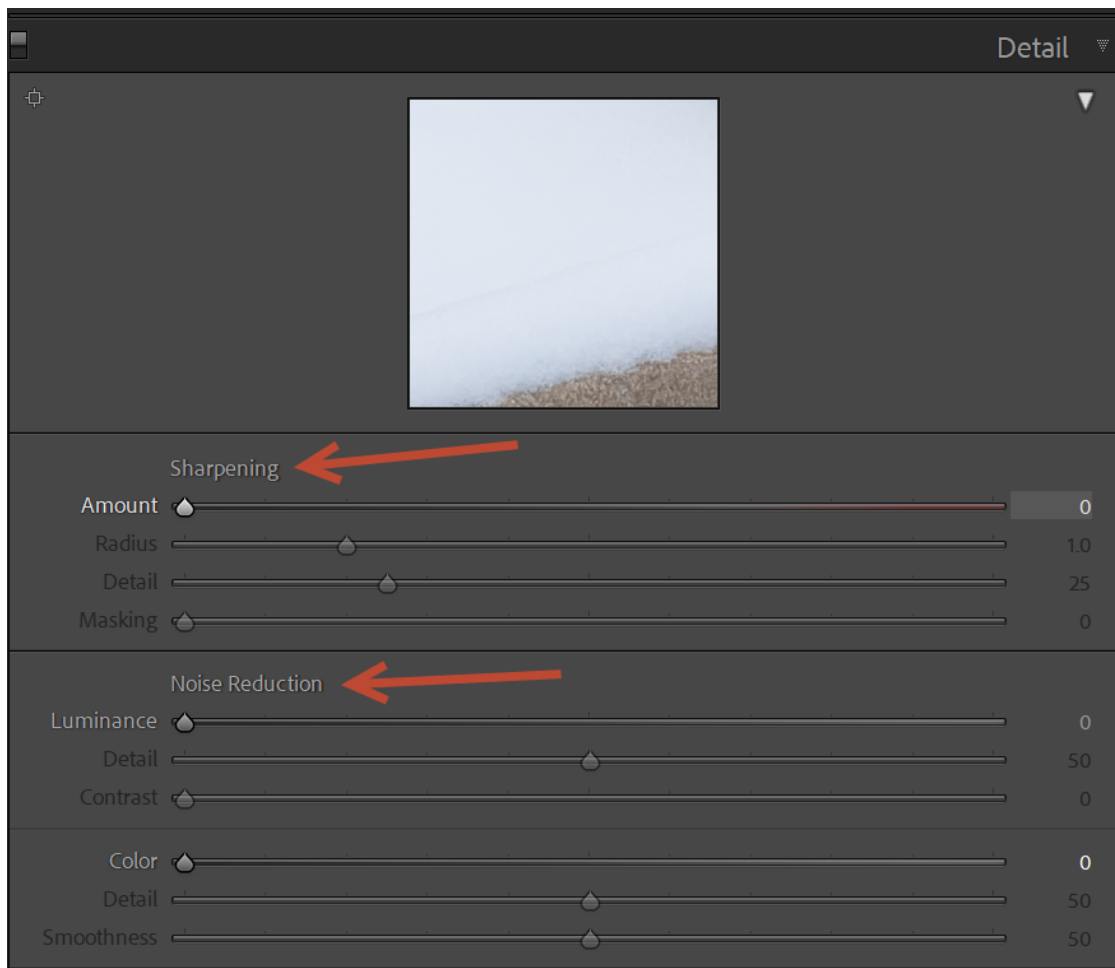 Detail
Sharpening
Amount 0
Radius 1.0
Detail 25
Masking 0
Noise Reduction
Luminance 0
Detail 50
Contrast 0
Color 0
Detail 50
Smoothness 50